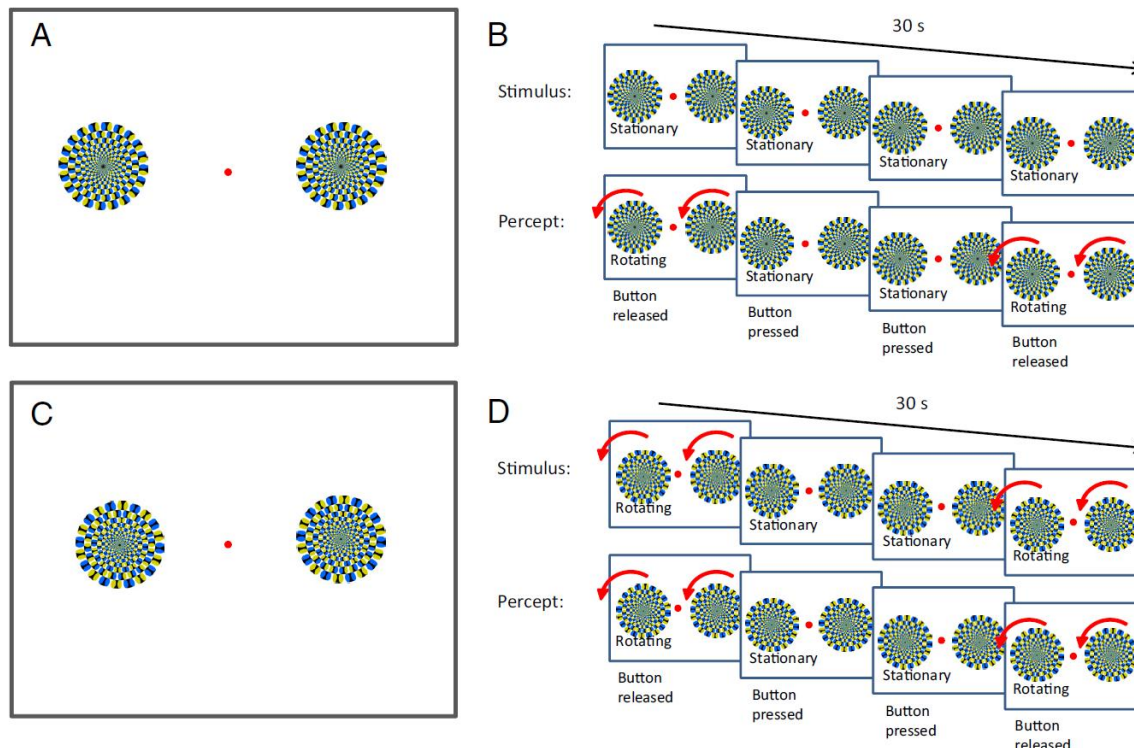 A
B
30 s
Stimulus:
Stationary
Stationary
Stationary
Stationary
Percept:
Rotating
Stationary
Stationary
Rotating
Button
released
Button
pressed
Button
pressed
Button
released
C
D
30 s
Stimulus:
Rotating
Stationary
Stationary
Rotating
Percept:
Rotating
Stationary
Stationary
Rotating
Button
released
Button
pressed
Button
pressed
Button
released